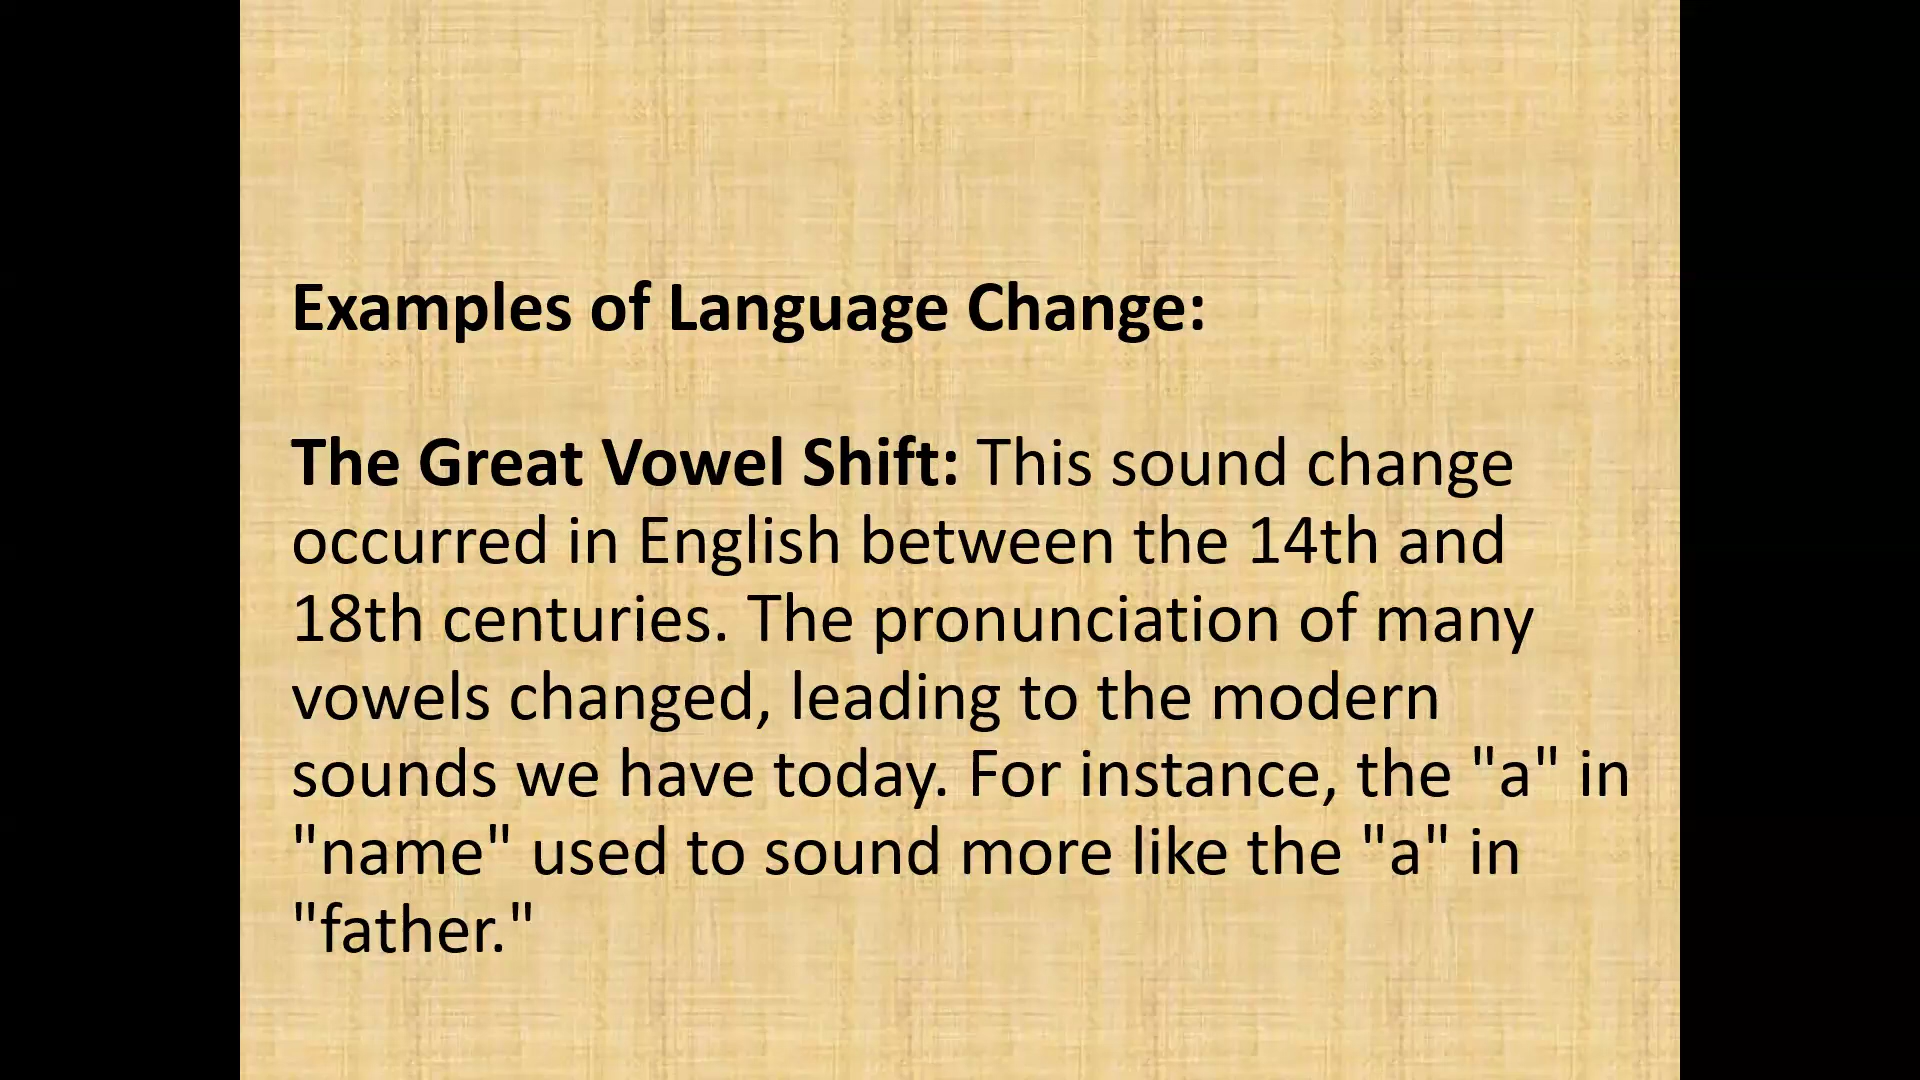 Examples of Language Change:
The Great Vowel Shift: This sound change
occurred in English between the 14th and
18th centuries. The pronunciation of many
vowels changed, leading to the modern
sounds we have today. For instance, the "a" in
"name" used to sound more like the "a" in
"father."